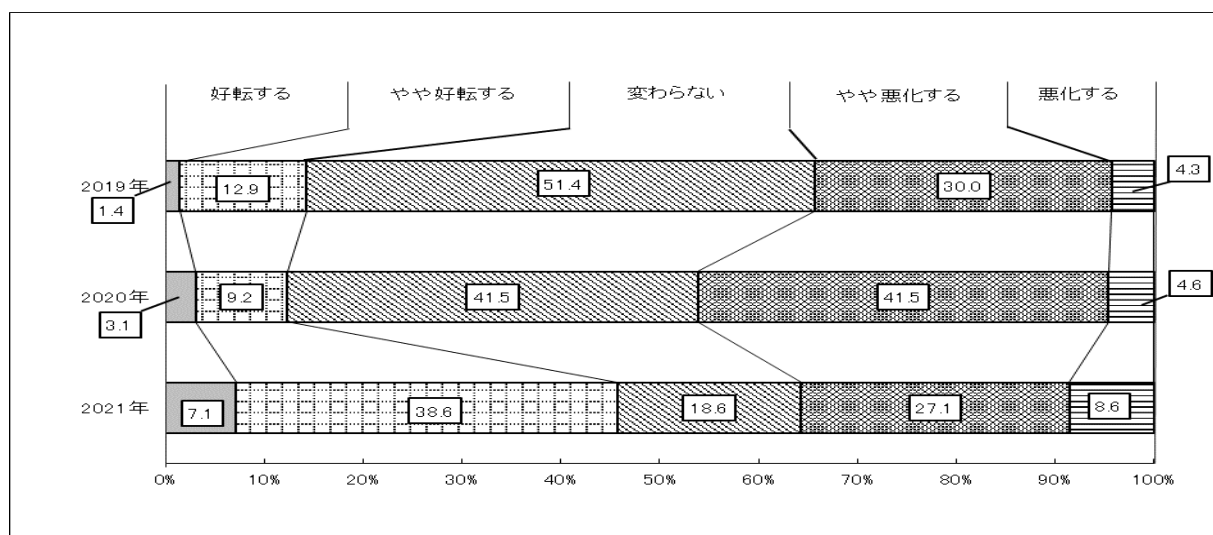 好転する やや好転する 変わらない やや悪化する 悪化する
2019年 1.4 12.9 51.4 30.0 4.3
2020年 3.1 9.2 41.5 41.5 4.6
2021年 7.1 38.6 18.6 27.1 8.6
0% 10% 20% 30% 40% 50% 60% 70% 80% 90% 100%